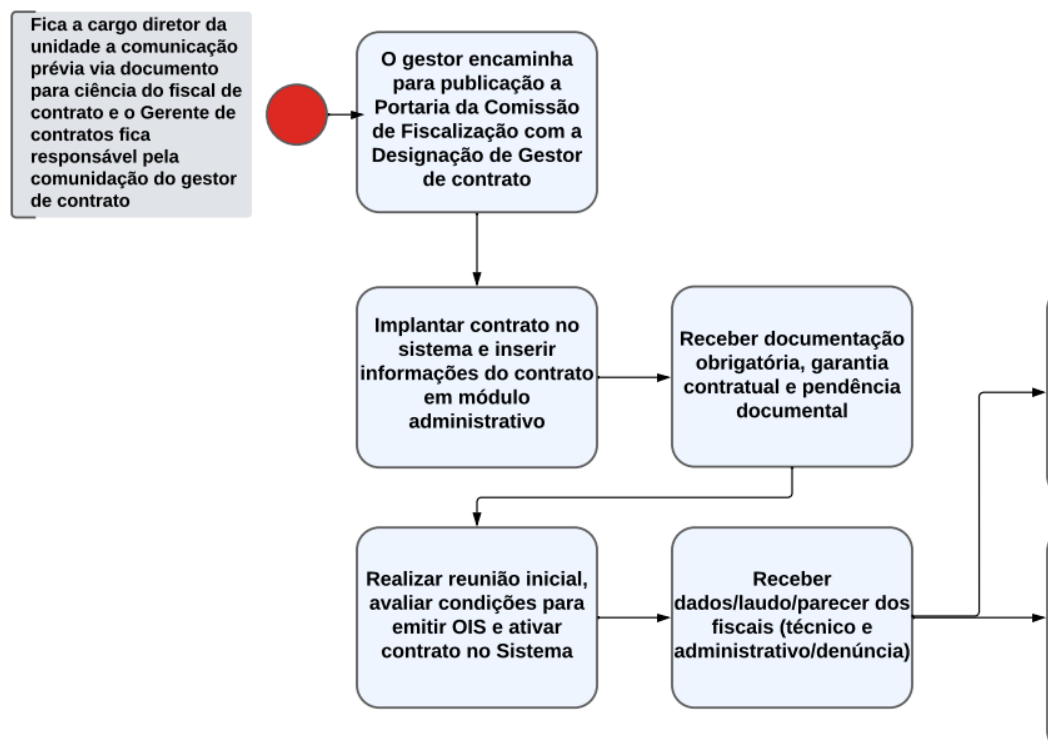 Fica a cargo diretor da
unidade a comunicação
prévia via documento
para ciência do fiscal de
contrato e o Gerente de
contratos fica
responsável pela
comunidação do gestor
de contrato
O gestor encaminha
para publicação a
Portaria da Comissão
de Fiscalização com a
Designação de Gestor
de contrato
Implantar contrato no
sistema e inserir
informações do contrato
em módulo
administrativo
Receber documentação
obrigatória, garantia
contratual e pendência
documental
Realizar reunião inicial,
avaliar condições para
emitir OIS e ativar
contrato no Sistema
Receber
dados/laudo/parecer dos
fiscais (técnico e
administrativo/denúncia)